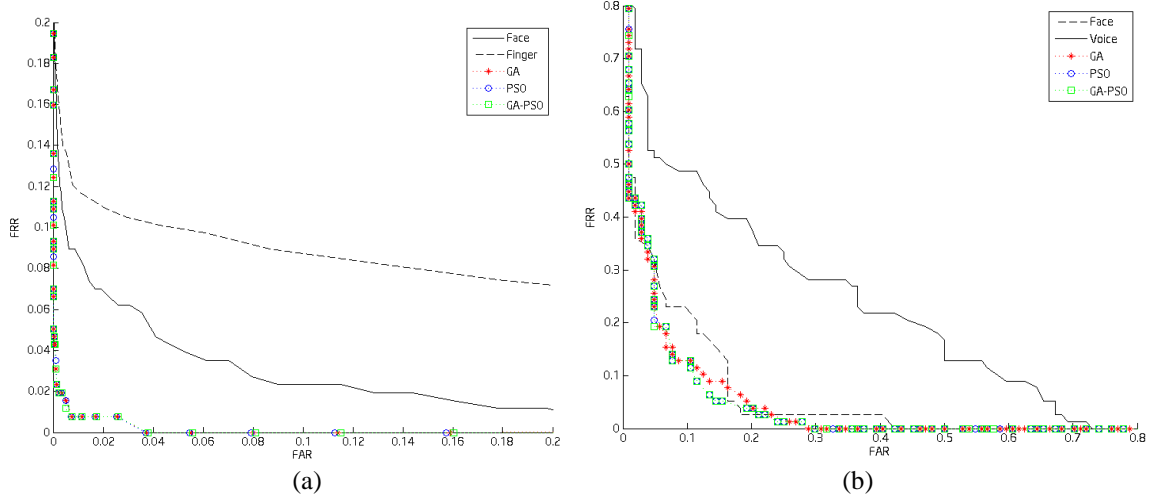 0.2
0.18
0.16
0.14
0.12
0.1
0.08
0.06
0.04
0.02
0
FRR
0 0.02 0.04 0.06 0.08 0.1 0.12 0.14 0.16 0.18 0.2
FAR
Face
Finger
GA
PSO
GA-PSO
(a)
0.8
0.7
0.6
0.5
0.4
0.3
0.2
0.1
0
FRR
0 0.1 0.2 0.3 0.4 0.5 0.6 0.7 0.8
FAR
Face
Voice
GA
PSO
GA-PSO
(b)